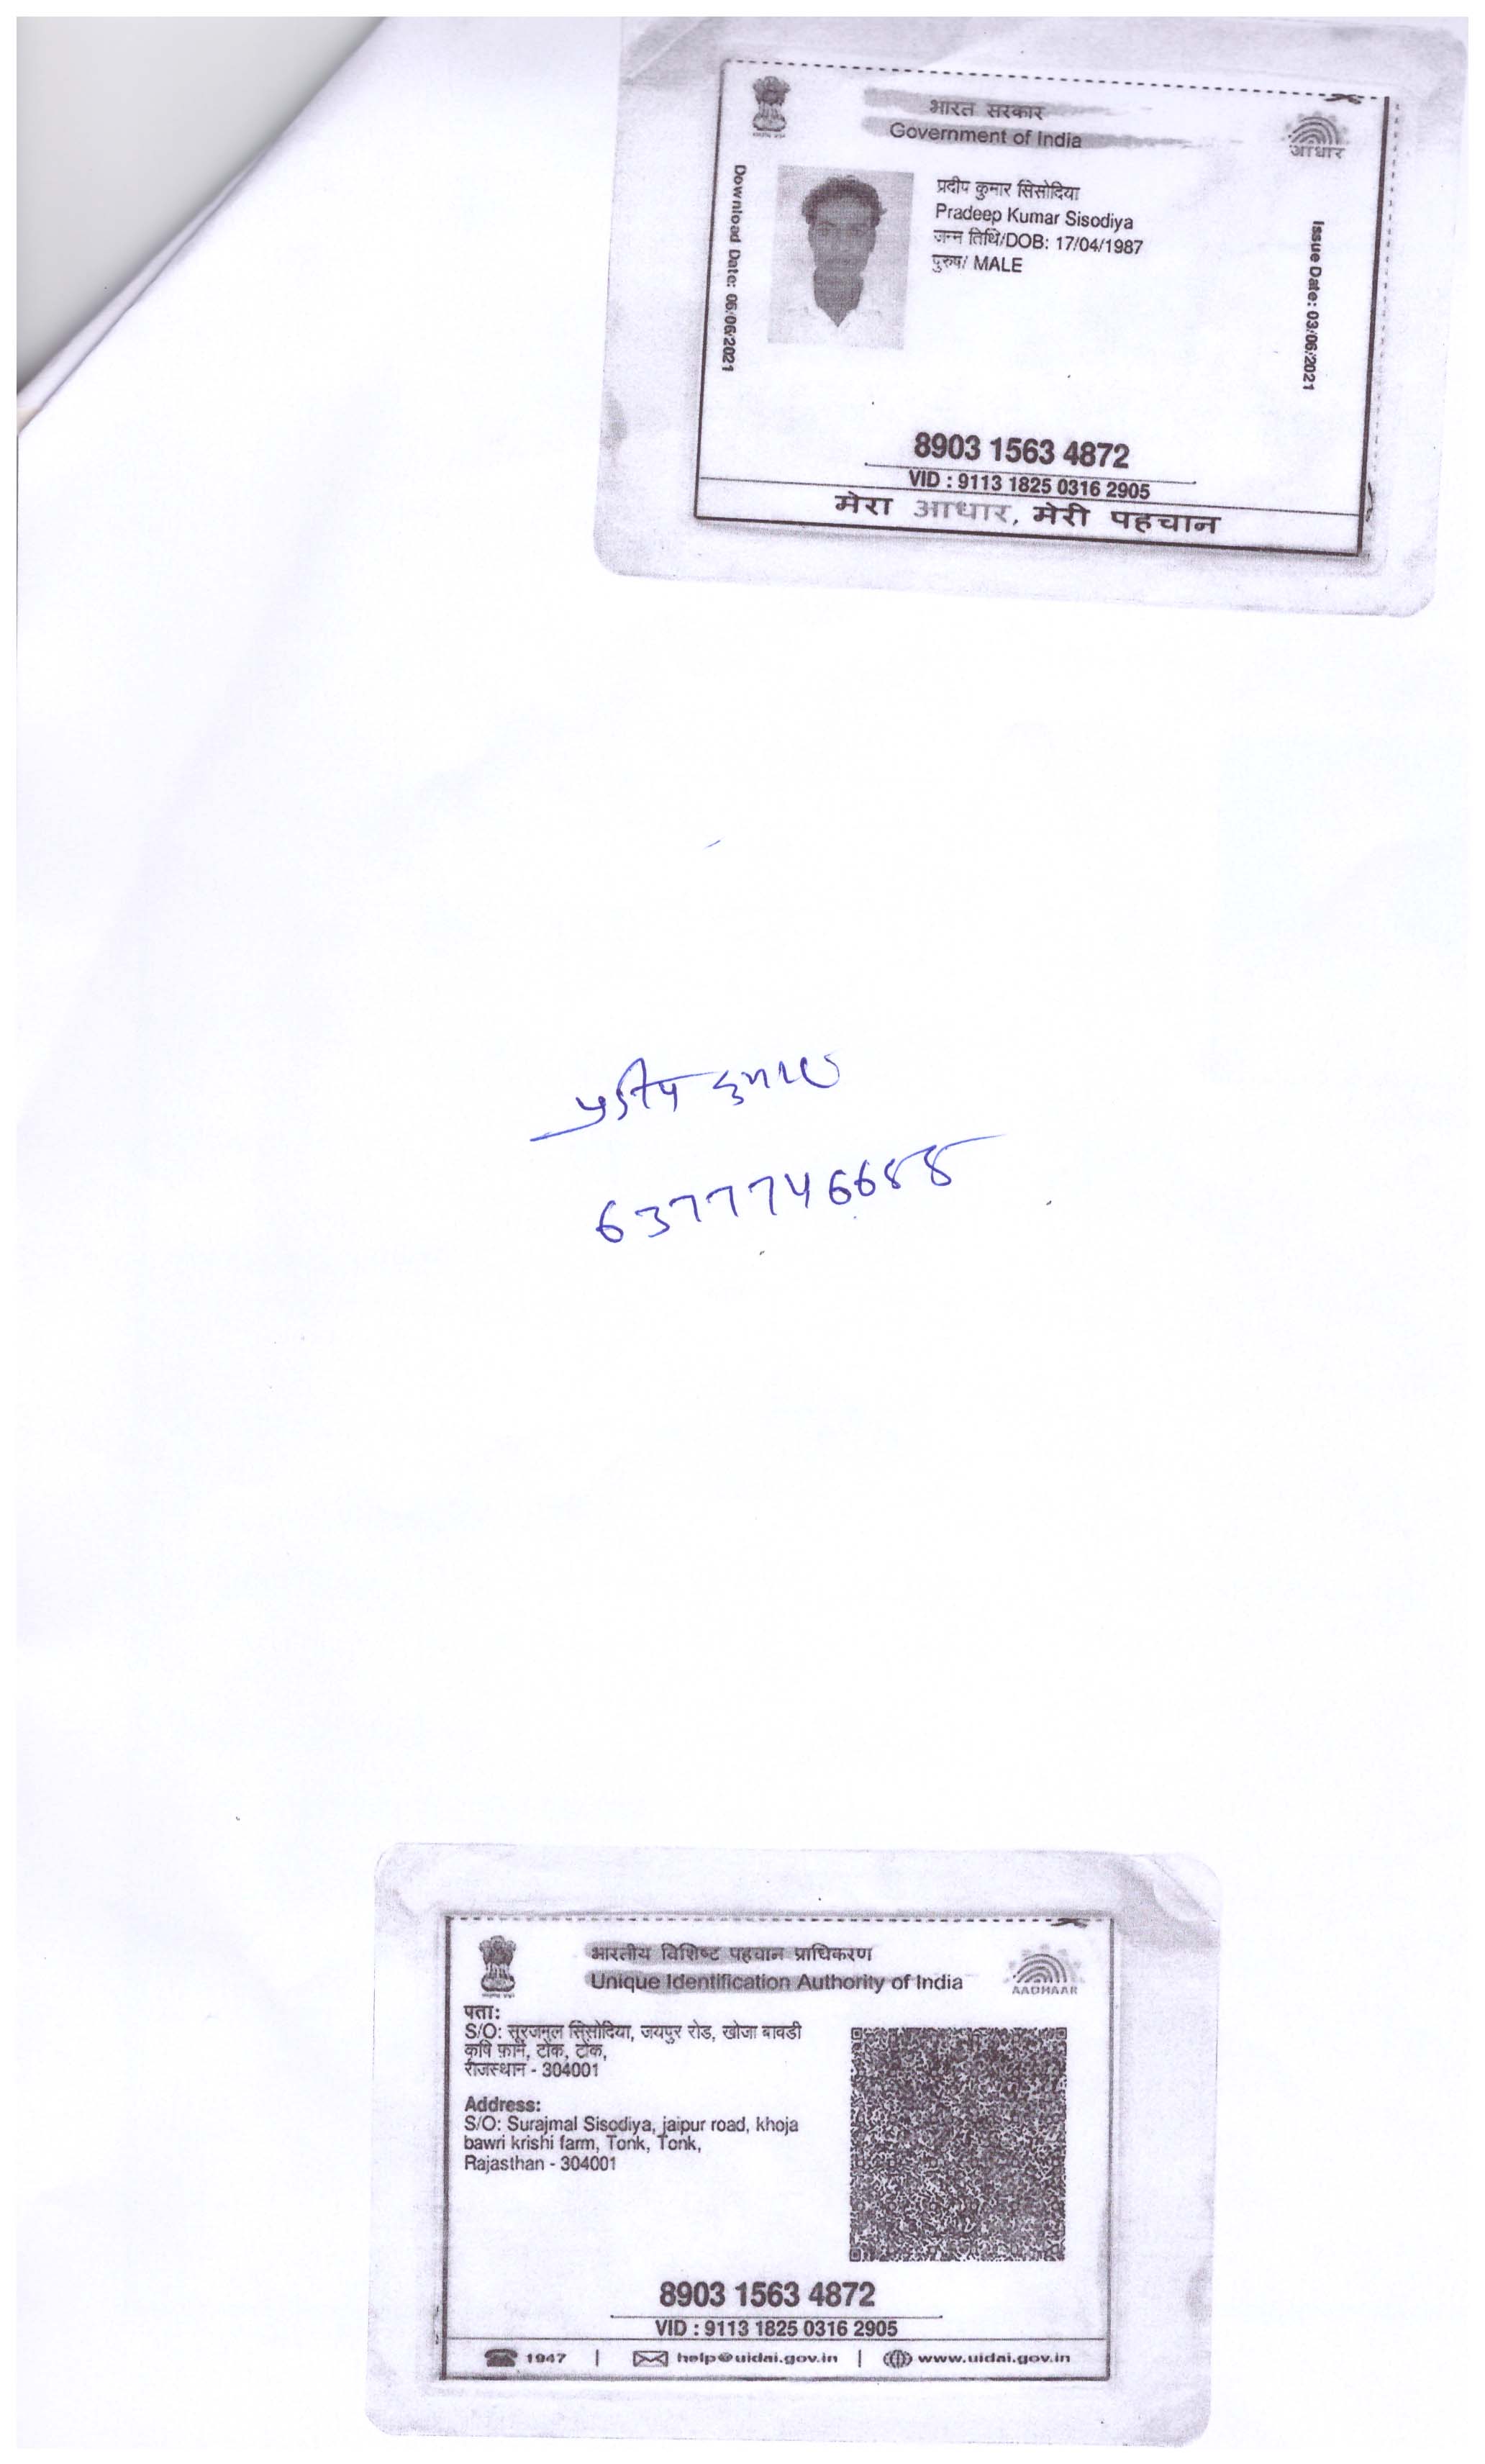 भारत सरकार
Government of India
आधार
Download Date: 06/06/2021
प्रदीप कुमार सिसोदिया
Pradeep Kumar Sisodiya
जन्म तिथि/DOB: 17/04/1987
पुरुष/ MALE
Issue Date: 03/06/2021
8903 1563 4872
VID : 9113 1825 0316 2905
मेरा आधार, मेरी पहचान
प्रदीप कुमार
6377746688
भारतीय विशिष्ट पहचान प्राधिकरण
Unique Identification Authority of India
AADHAAR
पता:
S/O: सूरजमल सिसोदिया, जयपुर रोड, खोजा बावडी
कृषि फ़ार्म, टोंक, टोंक,
राजस्थान - 304001
Address:
S/O: Surajmal Sisodiya, jaipur road, khoja
bawri krishi farm, Tonk, Tonk,
Rajasthan - 304001
8903 1563 4872
VID : 9113 1825 0316 2905
1947 | help@uidai.gov.in | www.uidai.gov.in